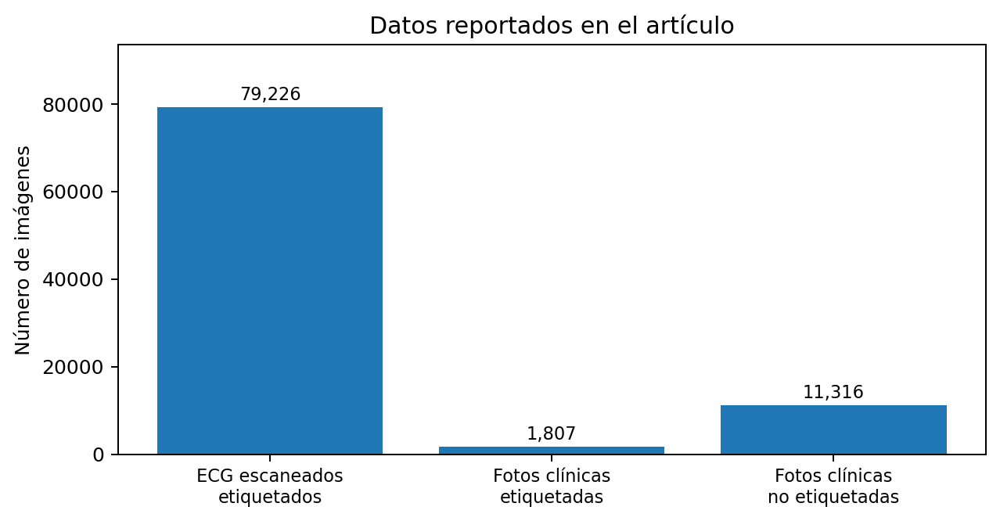 Datos reportados en el artículo
Número de imágenes
80000
60000
40000
20000
0
79,226
1,807
11,316
ECG escaneados
etiquetados
Fotos clínicas
etiquetadas
Fotos clínicas
no etiquetadas